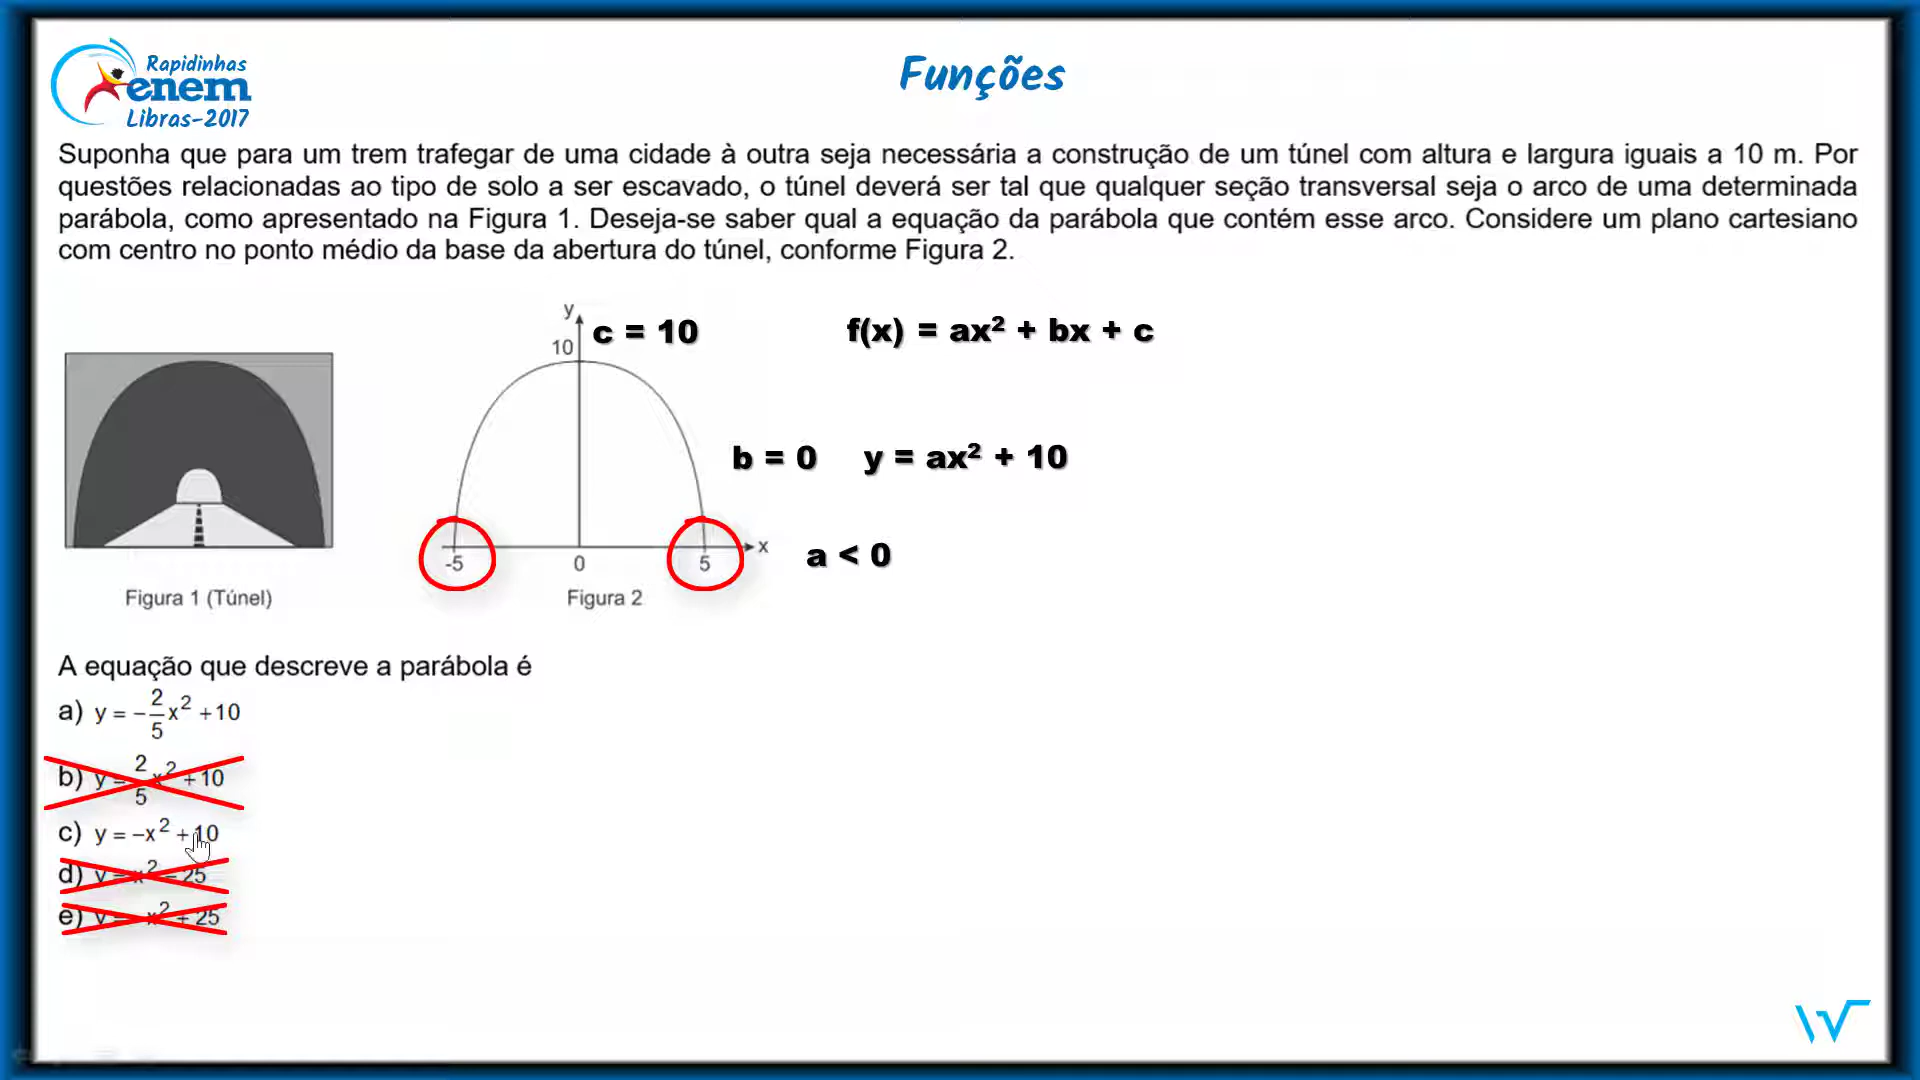 Rapidinhas
enem
Libras-2017
Funções
Suponha que para um trem trafegar de uma cidade à outra seja necessária a construção de um túnel com altura e largura iguais a 10 m. Por
questões relacionadas ao tipo de solo a ser escavado, o túnel deverá ser tal que qualquer seção transversal seja o arco de uma determinada
parábola, como apresentado na Figura 1. Deseja-se saber qual a equação da parábola que contém esse arco. Considere um plano cartesiano
com centro no ponto médio da base da abertura do túnel, conforme Figura 2.
y
10
c = 10
f(x) = ax² + bx + c
b = 0
y = ax² + 10
x
-5
0
5
a < 0
Figura 1 (Túnel)
Figura 2
A equação que descreve a parábola é
a) y = -2/5 x² +10
b) y = 2/5 x² +10
c) y = –x² +10
d) y = x² – 25
e) y = –x² + 25